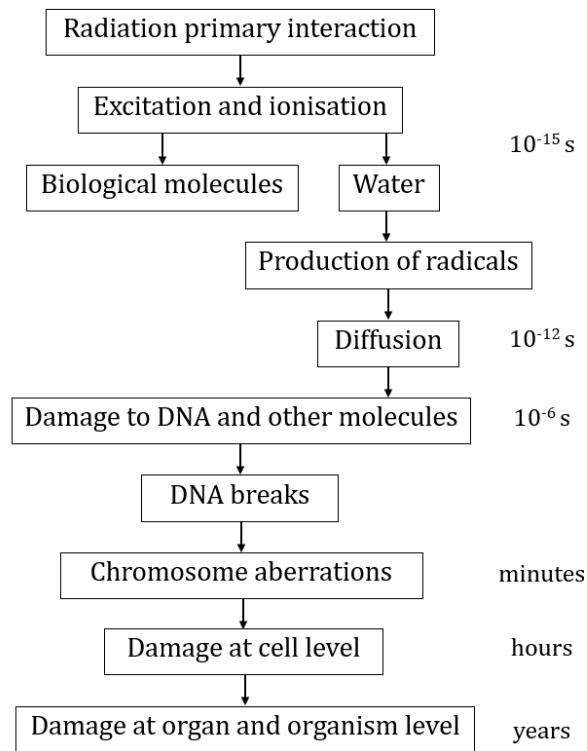 Radiation primary interaction
Excitation and ionisation
10⁻¹⁵ s
Biological molecules
Water
Production of radicals
Diffusion
10⁻¹² s
Damage to DNA and other molecules
10⁻⁶ s
DNA breaks
Chromosome aberrations
minutes
Damage at cell level
hours
Damage at organ and organism level
years